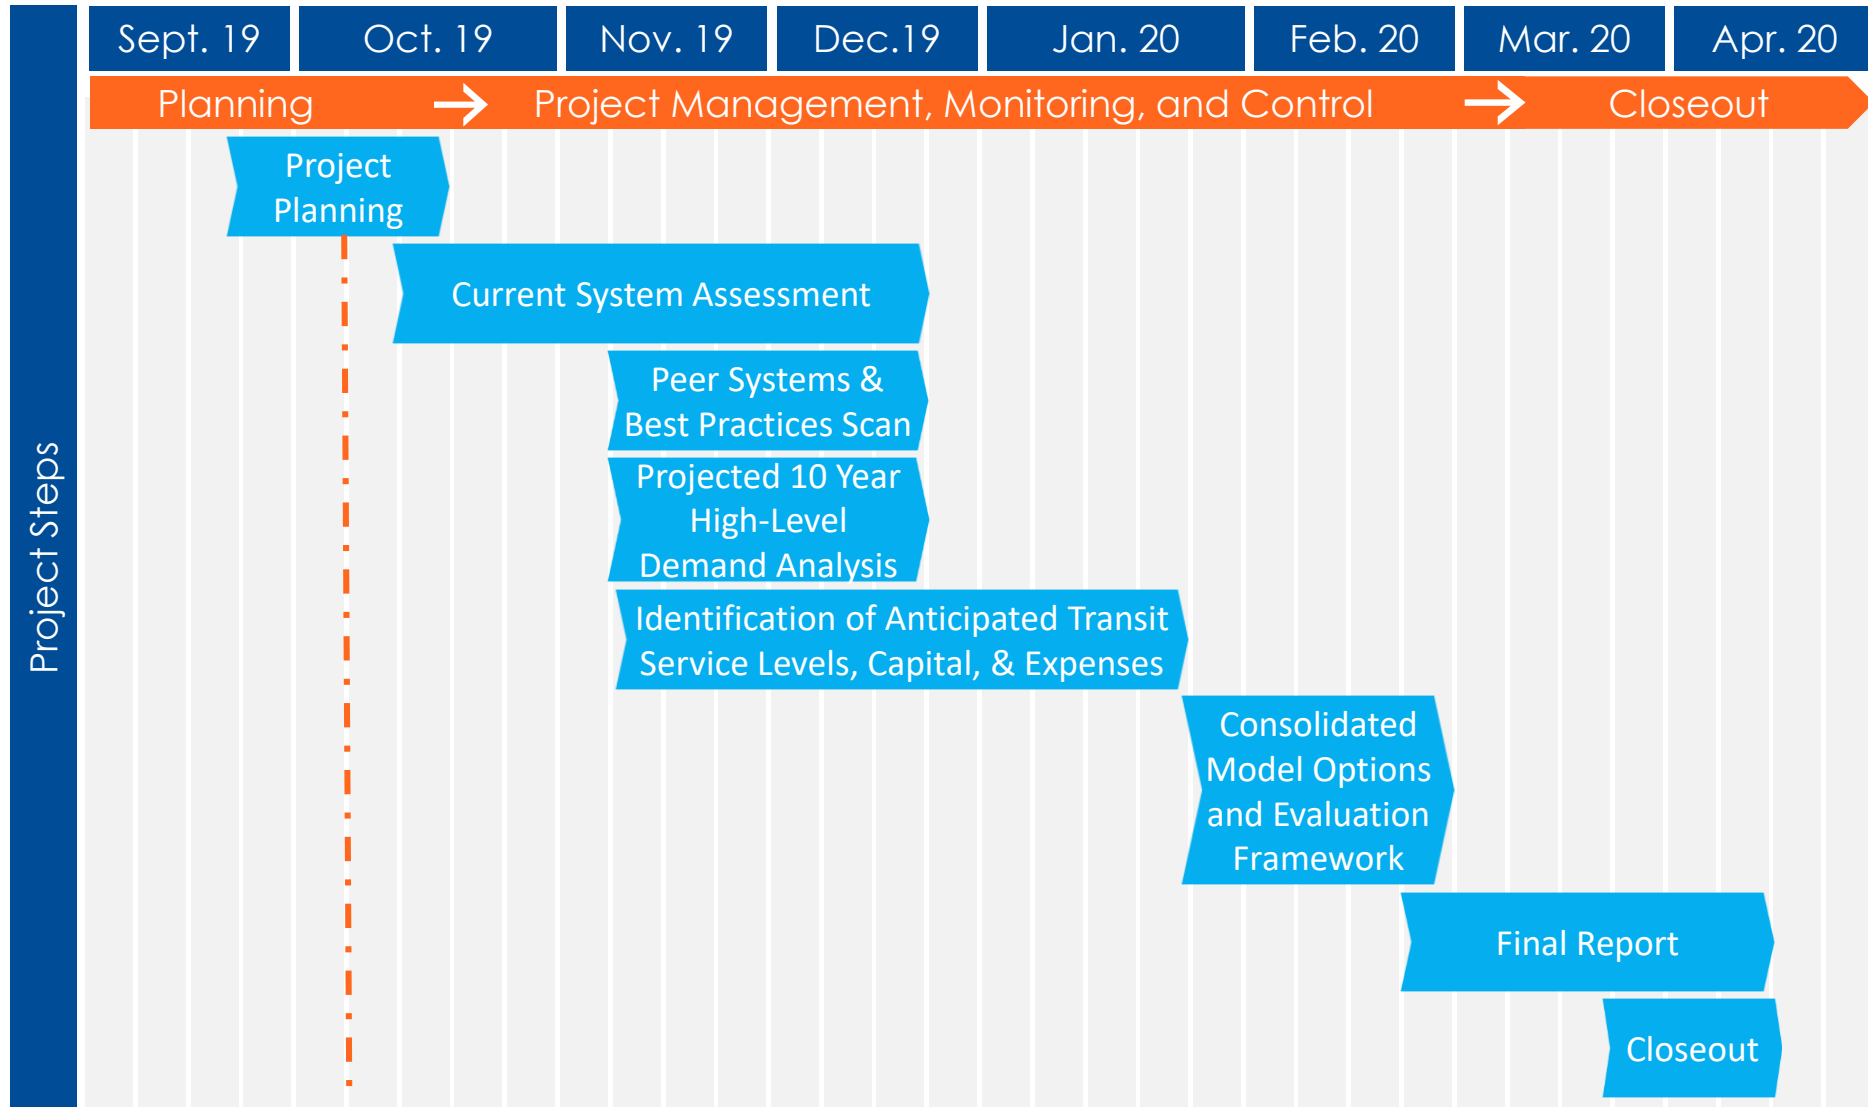 Sept. 19
Oct. 19
Nov. 19
Dec.19
Jan. 20
Feb. 20
Mar. 20
Apr. 20
Planning → Project Management, Monitoring, and Control → Closeout
Project Steps
Project
Planning
Current System Assessment
Peer Systems &
Best Practices Scan
Projected 10 Year
High-Level
Demand Analysis
Identification of Anticipated Transit
Service Levels, Capital, & Expenses
Consolidated
Model Options
and Evaluation
Framework
Final Report
Closeout